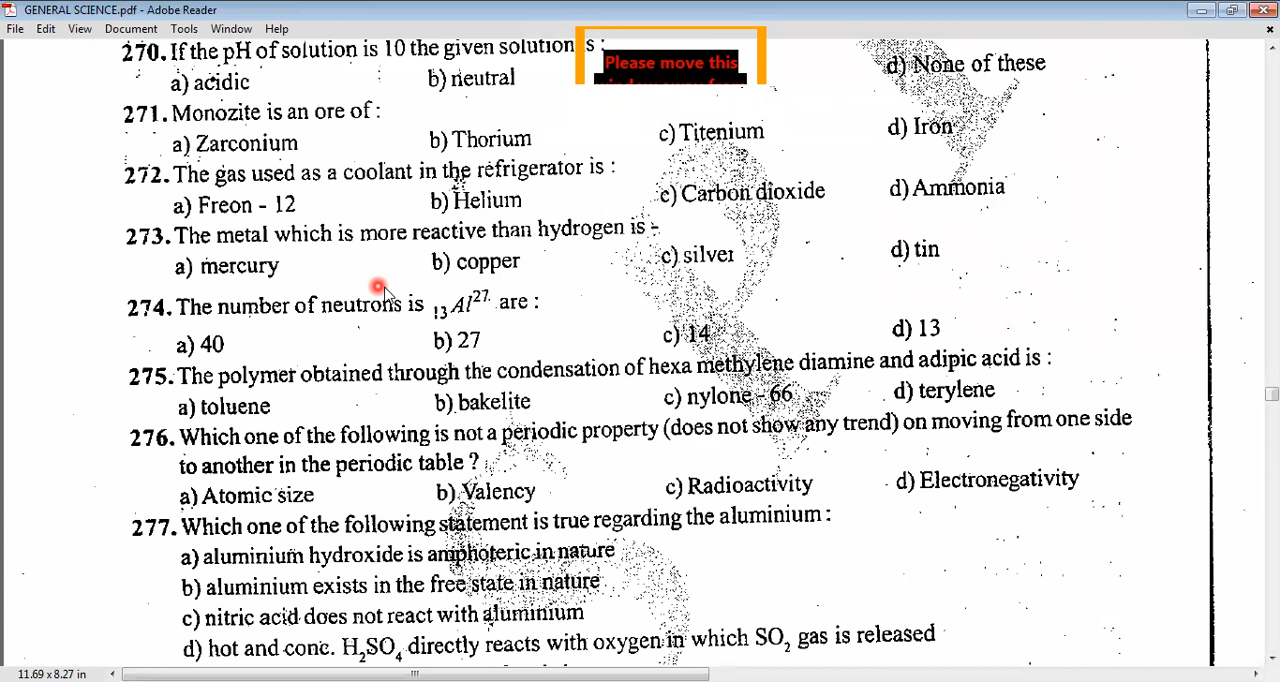 GENERAL SCIENCE.pdf - Adobe Reader
File Edit View Document Tools Window Help
270. If the pH of solution is 10 the given solution is :
Please move this
a) acidic b) neutral d) None of these
271. Monozite is an ore of :
a) Zarconium b) Thorium c) Titenium d) Iron
272. The gas used as a coolant in the refrigerator is :
a) Freon - 12 b) Helium c) Carbon dioxide d) Ammonia
273. The metal which is more reactive than hydrogen is -
a) mercury b) copper c) silver d) tin
274. The number of neutrons is ₁₃Al²⁷ are :
a) 40 b) 27 c) 14 d) 13
275. The polymer obtained through the condensation of hexa methylene diamine and adipic acid is :
a) toluene b) bakelite c) nylone - 66 d) terylene
276. Which one of the following is not a periodic property (does not show any trend) on moving from one side
to another in the periodic table ?
a) Atomic size b) Valency c) Radioactivity d) Electronegativity
277. Which one of the following statement is true regarding the aluminium :
a) aluminium hydroxide is amphoteric in nature
b) aluminium exists in the free state in nature
c) nitric acid does not react with aluminium
d) hot and conc. H₂SO₄ directly reacts with oxygen in which SO₂ gas is released
11.69 x 8.27 in